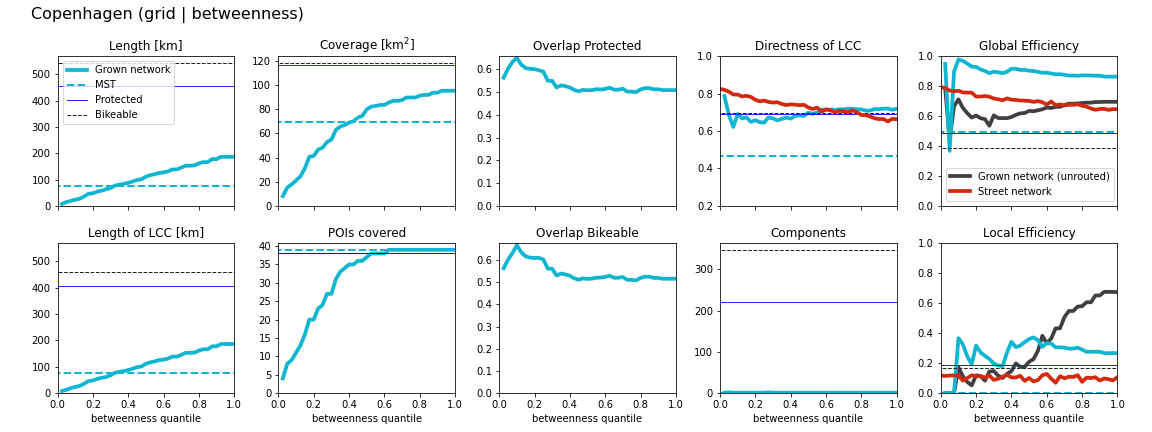 Copenhagen (grid | betweenness)
Length [km]
Coverage [km²]
Overlap Protected
Directness of LCC
Global Efficiency
500
400
300
200
100
0
Grown network
MST
Protected
Bikeable
120
100
80
60
40
20
0
0.6
0.5
0.4
0.3
0.2
0.1
0.0
1.0
0.8
0.6
0.4
0.2
1.0
0.8
0.6
0.4
0.2
0.0
Grown network (unrouted)
Street network
Length of LCC [km]
POIs covered
Overlap Bikeable
Components
Local Efficiency
500
400
300
200
100
0
40
35
30
25
20
15
10
5
0
0.6
0.5
0.4
0.3
0.2
0.1
0.0
300
200
100
0
1.0
0.8
0.6
0.4
0.2
0.0
0.0 0.2 0.4 0.6 0.8 1.0
0.0 0.2 0.4 0.6 0.8 1.0
0.0 0.2 0.4 0.6 0.8 1.0
0.0 0.2 0.4 0.6 0.8 1.0
0.0 0.2 0.4 0.6 0.8 1.0
betweenness quantile
betweenness quantile
betweenness quantile
betweenness quantile
betweenness quantile